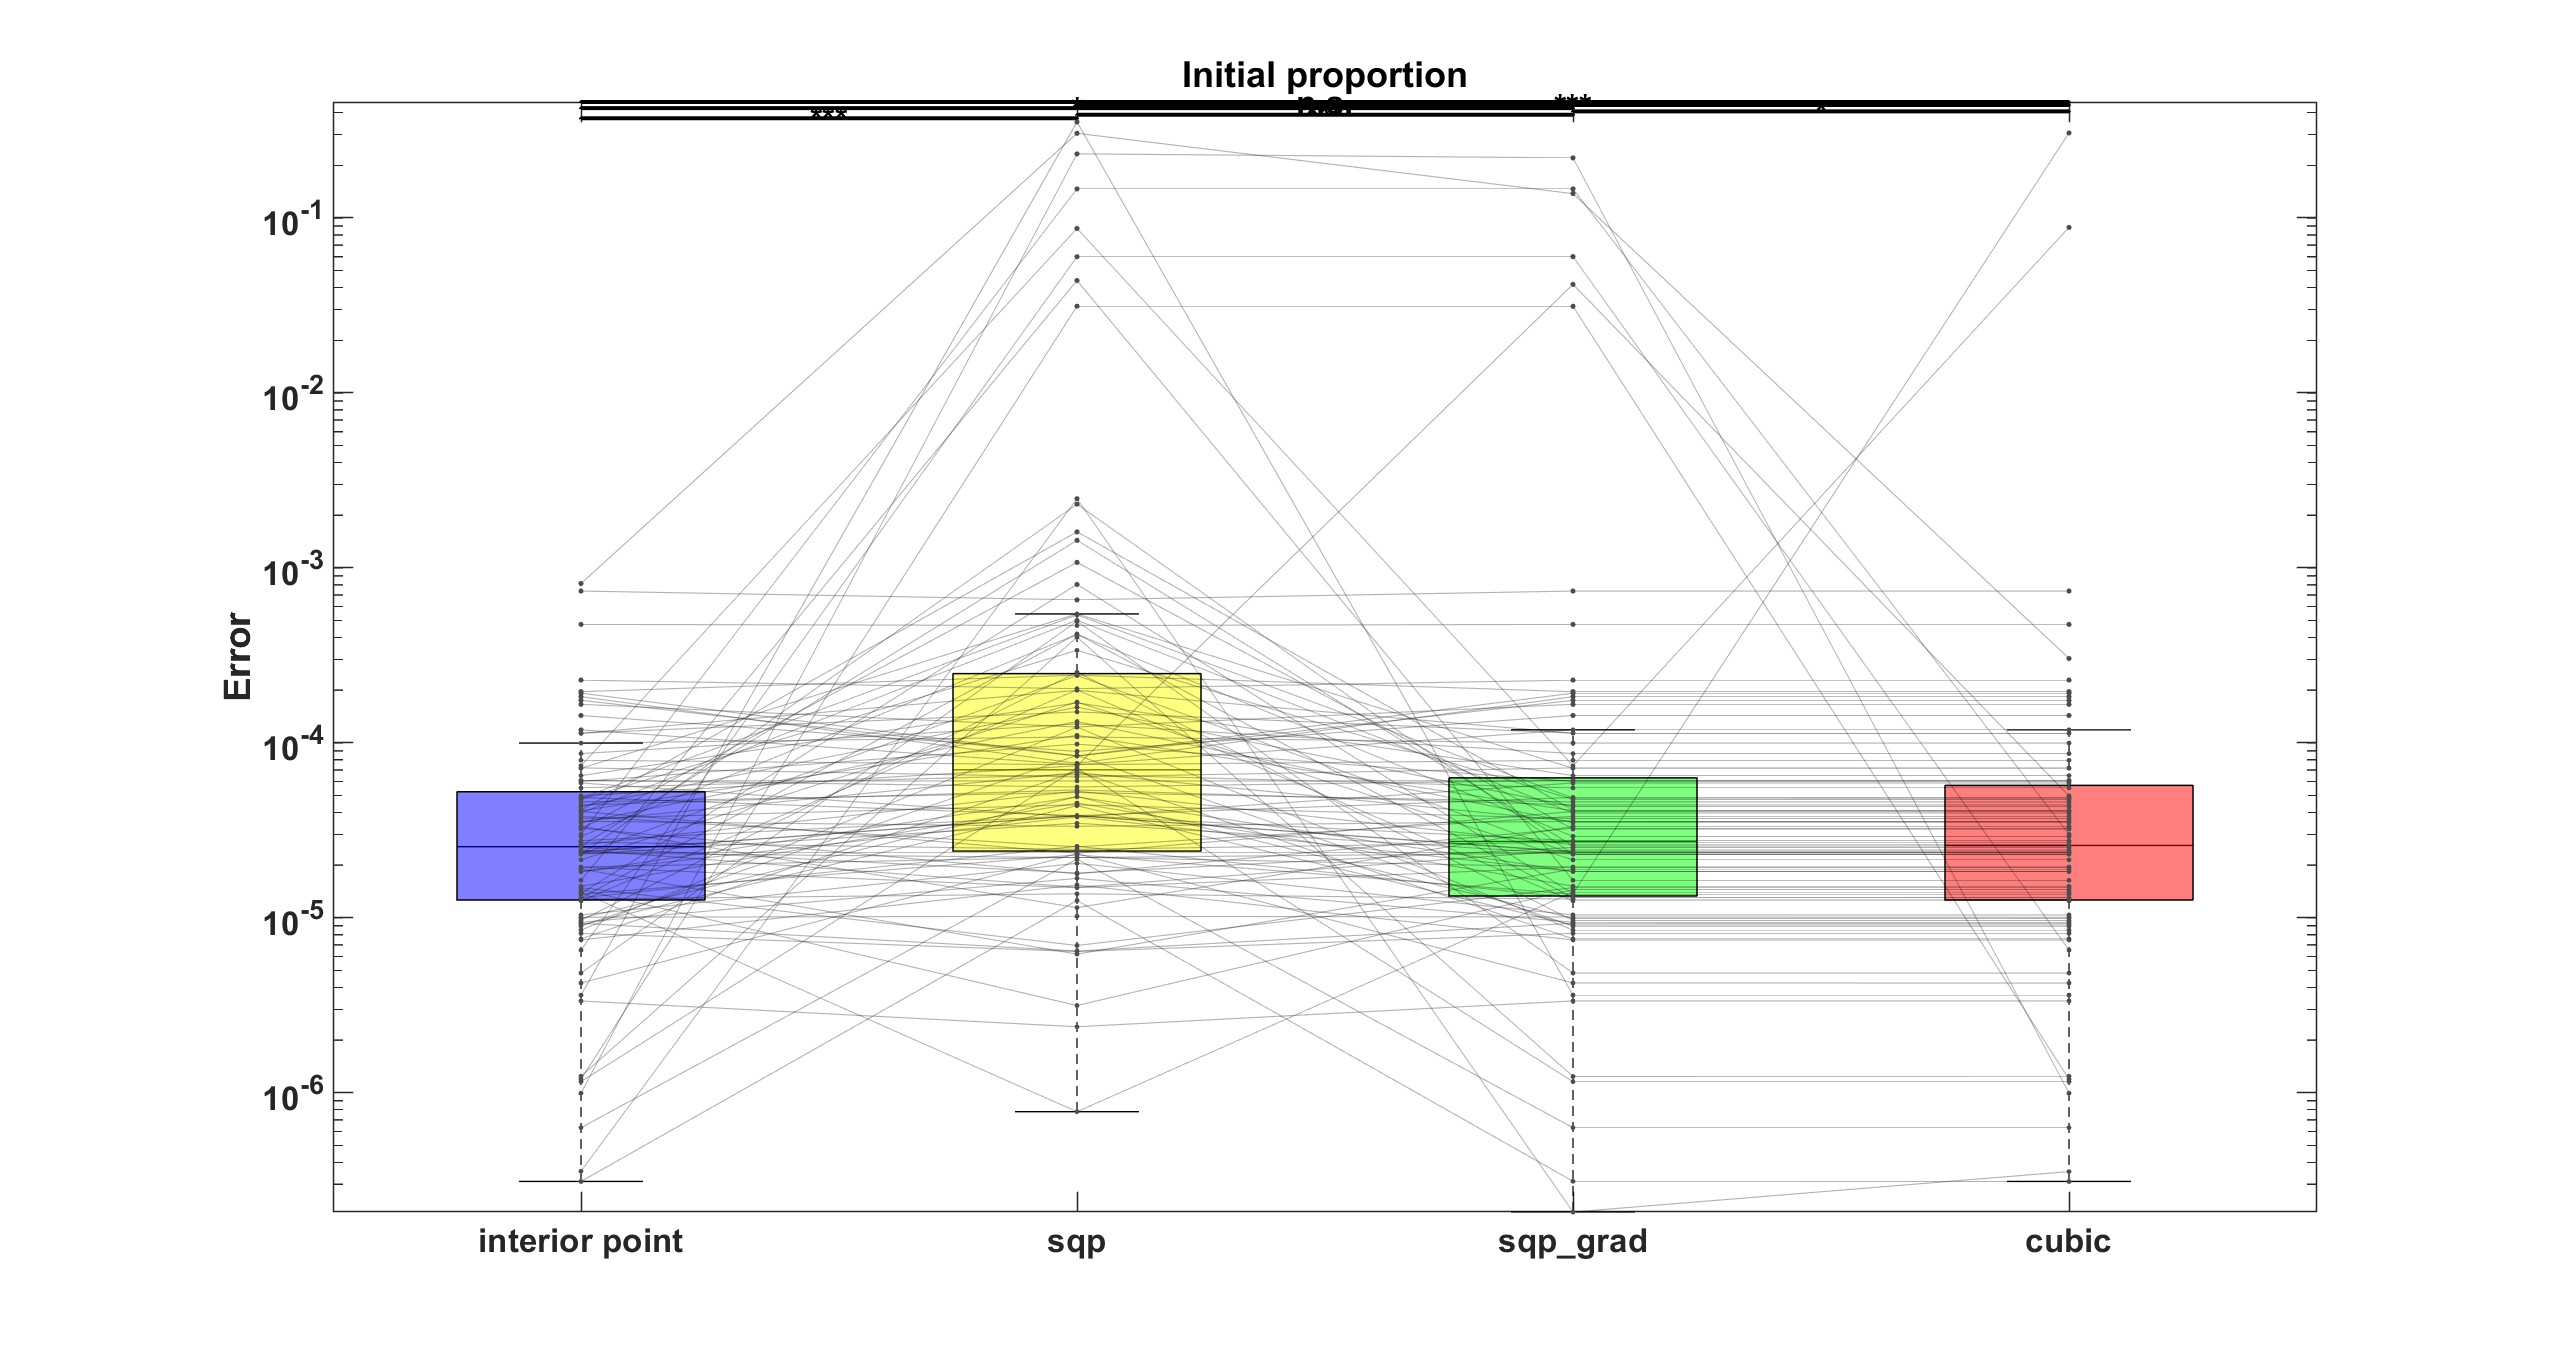 Initial proportion
***
n.s.
***
*
10^-1
10^-2
10^-3
10^-4
10^-5
10^-6
Error
interior point
sqp
sqp_grad
cubic